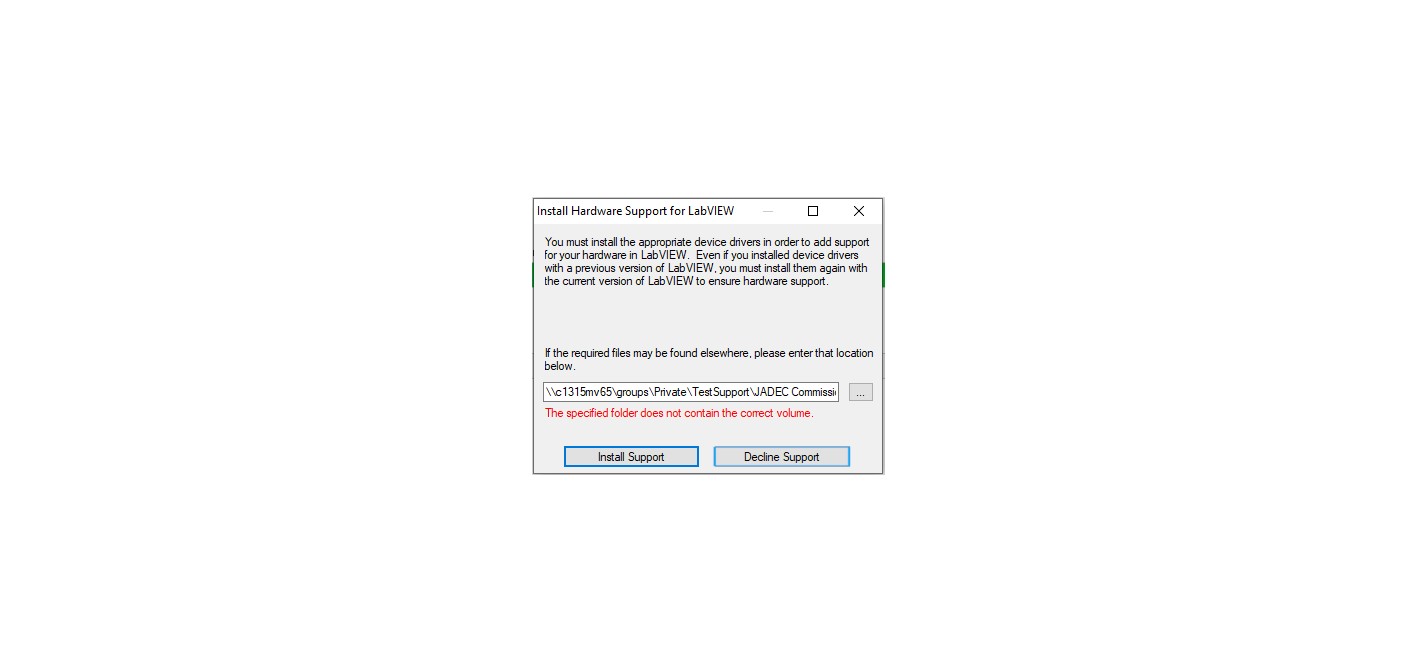 Install Hardware Support for LabVIEW
You must install the appropriate device drivers in order to add support
for your hardware in LabVIEW.  Even if you installed device drivers
with a previous version of LabVIEW, you must install them again with
the current version of LabVIEW to ensure hardware support.
If the required files may be found elsewhere, please enter that location
below.
\\c1315mv65\groups\Private\TestSupport\JADEC Commissi
...
The specified folder does not contain the correct volume.
Install Support
Decline Support